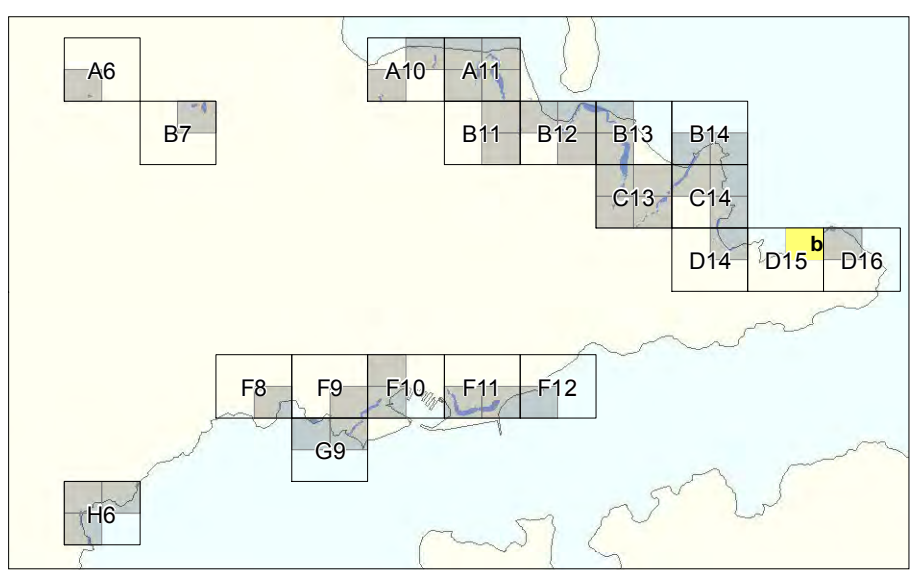 A6 A10 A11
B7 B11 B12 B13 B14
C13 C14
b
D14 D15 D16
F8 F9 F10 F11 F12
G9
H6